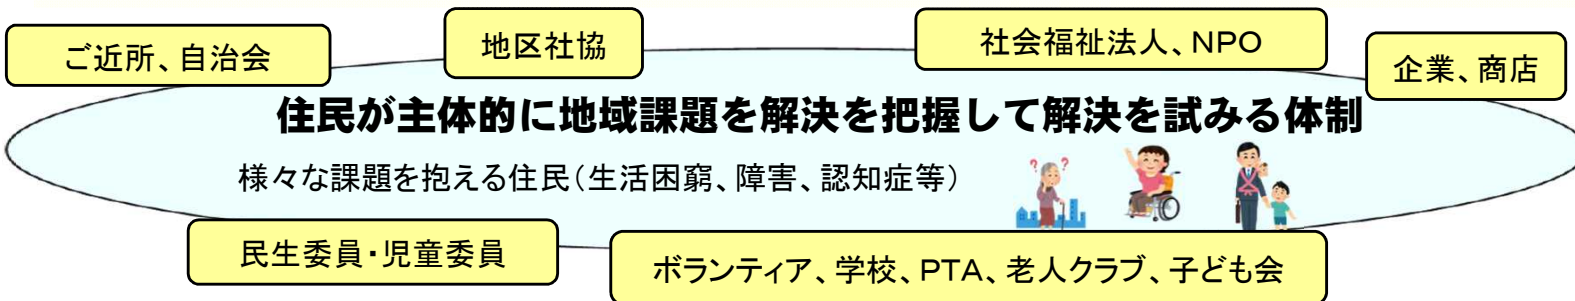 ご近所、自治会
地区社協
社会福祉法人、NPO
企業、商店
住民が主体的に地域課題を解決を把握して解決を試みる体制
様々な課題を抱える住民(生活困窮、障害、認知症等)
? ?
民生委員・児童委員
ボランティア、学校、PTA、老人クラブ、子ども会